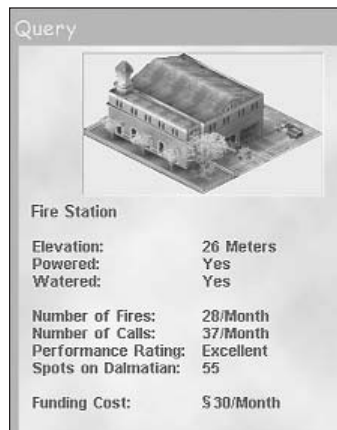 Query
Fire Station
Elevation: 26 Meters
Powered: Yes
Watered: Yes
Number of Fires: 28/Month
Number of Calls: 37/Month
Performance Rating: Excellent
Spots on Dalmatian: 55
Funding Cost: §30/Month